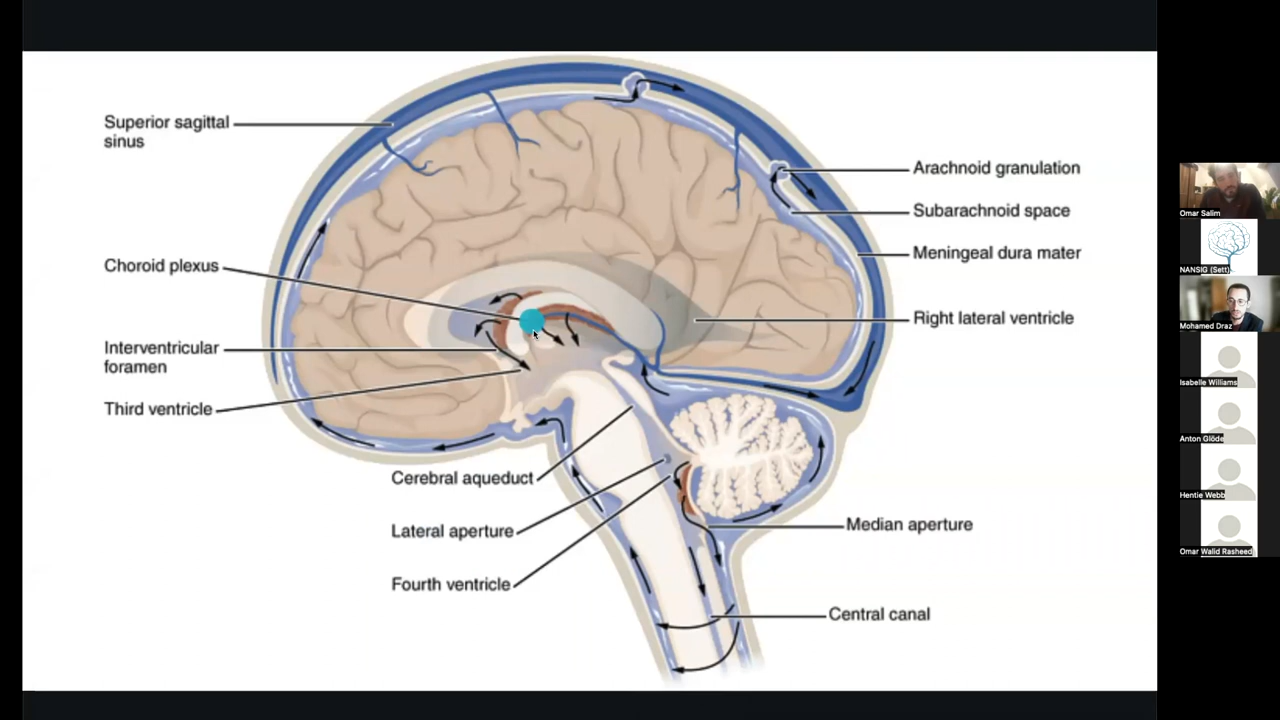 Superior sagittal
sinus
Choroid plexus
Interventricular
foramen
Third ventricle
Cerebral aqueduct
Lateral aperture
Fourth ventricle
Arachnoid granulation
Subarachnoid space
Meningeal dura mater
Right lateral ventricle
Median aperture
Central canal
Omar Salim
NANSIG (Sett)
Mohamed Draz
Isabelle Williams
Anton Glöde
Hentie Webb
Omar Walid Rasheed